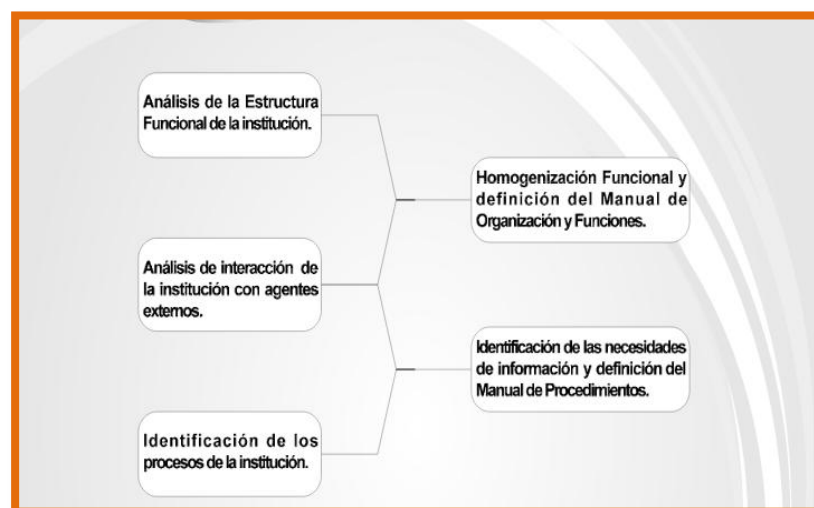 Análisis de la Estructura
Funcional de la institución.
Homogenización Funcional y
definición del Manual de
Organización y Funciones.
Análisis de interacción de
la institución con agentes
externos.
Identificación de las necesidades
de información y definición del
Manual de Procedimientos.
Identificación de los
procesos de la institución.